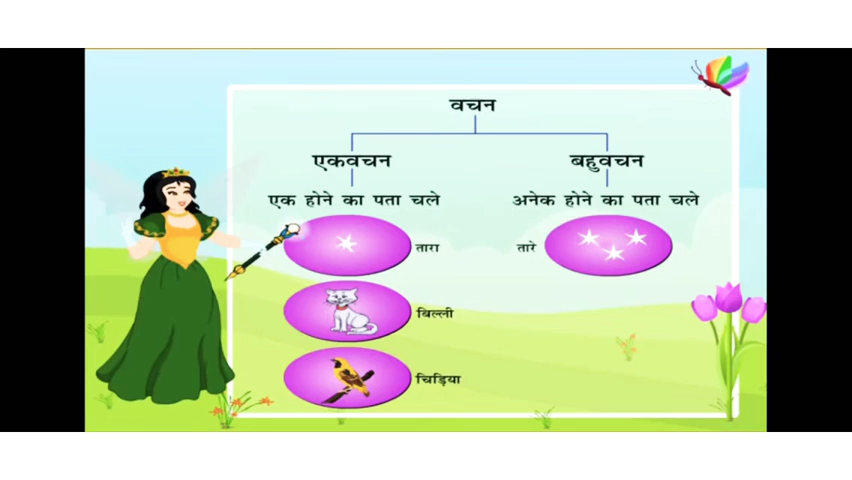 वचन
एकवचन
बहुवचन
एक होने का पता चले
अनेक होने का पता चले
तारा
तारे
बिल्ली
चिड़िया